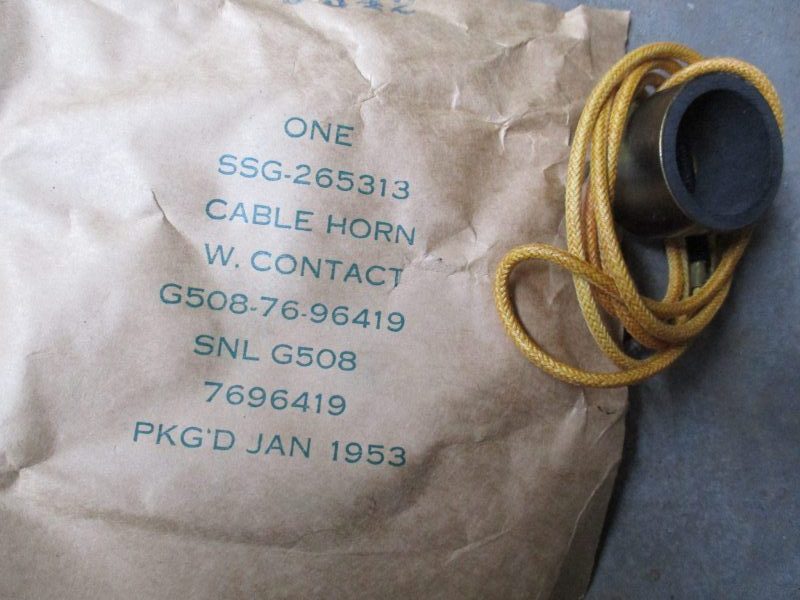 ONE
SSG-265313
CABLE HORN
W. CONTACT
G508-76-96419
SNL G508
7696419
PKG'D JAN 1953